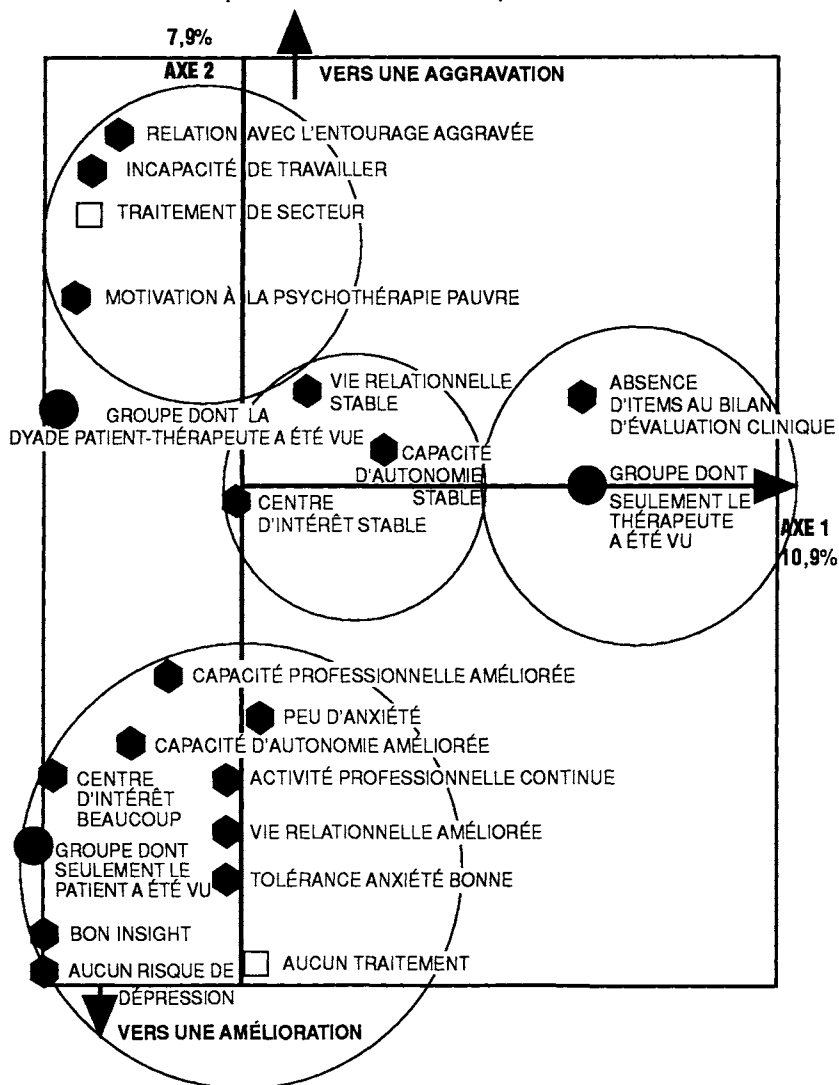 7,9%
AXE 2
VERS UNE AGGRAVATION
RELATION AVEC L'ENTOURAGE AGGRAVÉE
INCAPACITÉ DE TRAVAILLER
TRAITEMENT DE SECTEUR
MOTIVATION À LA PSYCHOTHÉRAPIE PAUVRE
GROUPE DONT LA
DYADE PATIENT-THÉRAPEUTE A ÉTÉ VUE
VIE RELATIONNELLE
STABLE
CAPACITÉ
D'AUTONOMIE
STABLE
CENTRE
D'INTÉRÊT STABLE
ABSENCE
D'ITEMS AU BILAN
D'ÉVALUATION CLINIQUE
GROUPE DONT
SEULEMENT LE
THÉRAPEUTE
A ÉTÉ VU
AXE 1
10,9%
CAPACITÉ PROFESSIONNELLE AMÉLIORÉE
PEU D'ANXIÉTÉ
CAPACITÉ D'AUTONOMIE AMÉLIORÉE
CENTRE
D'INTÉRÊT
BEAUCOUP
ACTIVITÉ PROFESSIONNELLE CONTINUE
VIE RELATIONNELLE AMÉLIORÉE
GROUPE DONT
SEULEMENT LE
PATIENT A ÉTÉ VU
TOLÉRANCE ANXIÉTÉ BONNE
BON INSIGHT
AUCUN RISQUE DE
DÉPRESSION
AUCUN TRAITEMENT
VERS UNE AMÉLIORATION